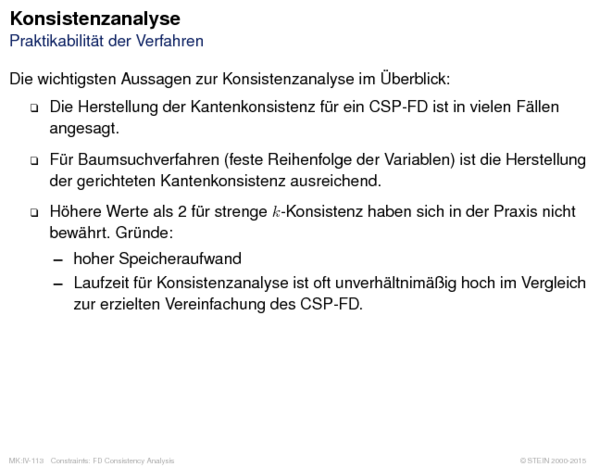 Konsistenzanalyse
Praktikabilität der Verfahren
Die wichtigsten Aussagen zur Konsistenzanalyse im Überblick:
❑ Die Herstellung der Kantenkonsistenz für ein CSP-FD ist in vielen Fällen
angesagt.
❑ Für Baumsuchverfahren (feste Reihenfolge der Variablen) ist die Herstellung
der gerichteten Kantenkonsistenz ausreichend.
❑ Höhere Werte als 2 für strenge k-Konsistenz haben sich in der Praxis nicht
bewährt. Gründe:
– hoher Speicheraufwand
– Laufzeit für Konsistenzanalyse ist oft unverhältnimäßig hoch im Vergleich
zur erzielten Vereinfachung des CSP-FD.
MK:IV-113 Constraints: FD Consistency Analysis © STEIN 2000-2015